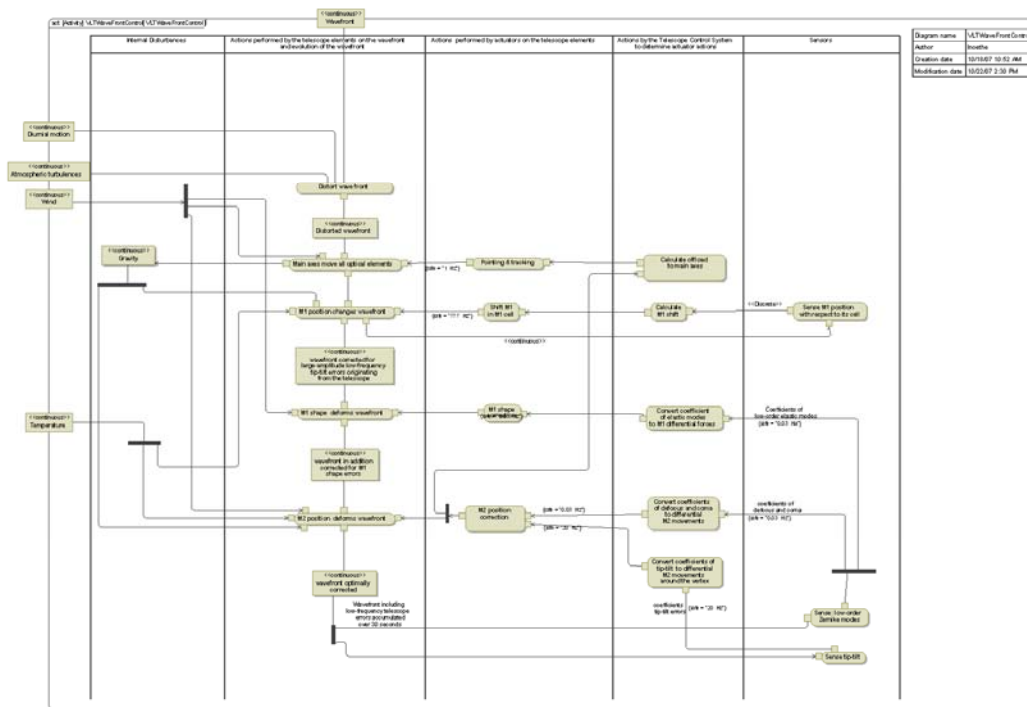 <<continuous>>
Wavefront
act [Activity] VLTWaveFrontControl[ VLTWaveFrontControl ]
Internal Disturbences
Actions performed by the telescope elements on the wavefront
and evolution of the wavefront
Actions performed by actuators on the telescope elements
Actions by the Telescope Control System
to determine actuator actions
Sensors
Diagram name
VLTWaveFrontContr
Author
Creation date
10/18/07 10:52 AM
Modification date
10/22/07 2:30 PM
<<continuous>>
Diurnal motion
<<continuous>>
Atmospheric turbulences
<<continuous>>
Wind
Distort wavefront
<<continuous>>
Distorted wavefront
<<continuous>>
Gravity
Main axes move all optical elements
Pointing & tracking
Calculate offload
to main axes
M1 position changes wavefront
Shift M1
in M1 cell
Calculate
M1 shift
<<Discrete>>
Sense M1 position
with respect to its cell
<<continuous>>
<<continuous>>
wavefront corrected for
large-amplitude low-frequency
tip-tilt errors originating
from the telescope
<<continuous>>
Temperature
M1 shape deforms wavefront
M1 shape
Convert coefficient
of elastic modes
to M1 differential forces
Coefficients of
low-order elastic modes
<<continuous>>
wavefront in addition
corrected for M1
shape errors
M2 position deforms wavefront
M2 position
correction
Convert coefficients
of defocus and coma
to differential
M2 movements
coefficients of
defocus and coma
Convert coefficients of
tip-tilt to differential
M2 movements
around the vertex
<<continuous>>
wavefront optimally
corrected
Wavefront including
low-frequency telescope
errors accumulated
over 30 seconds
coefficients
tip-tilt errors
Sense low-order
Zernike modes
Sense tip-tilt